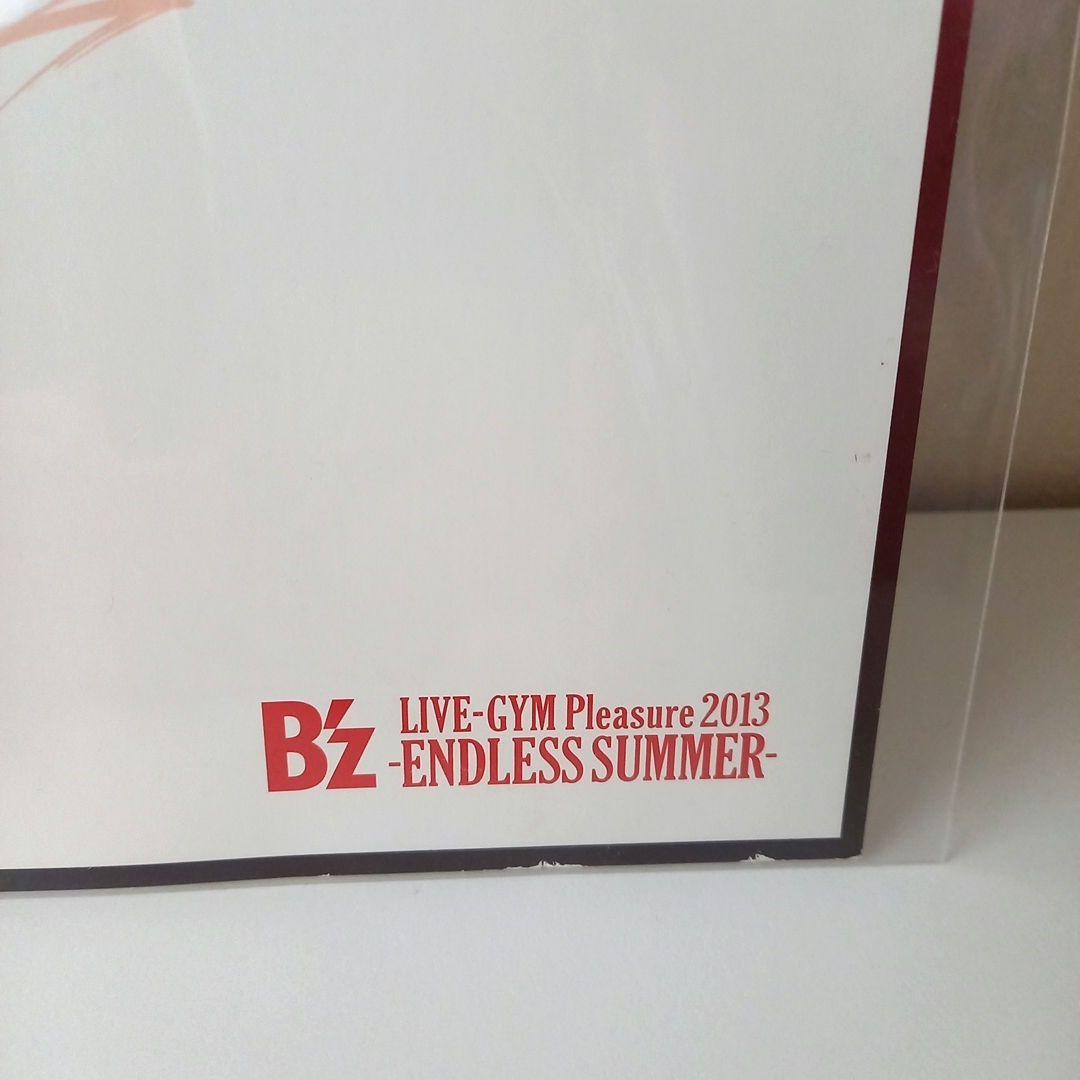 B'z
LIVE-GYM Pleasure 2013
-ENDLESS SUMMER-